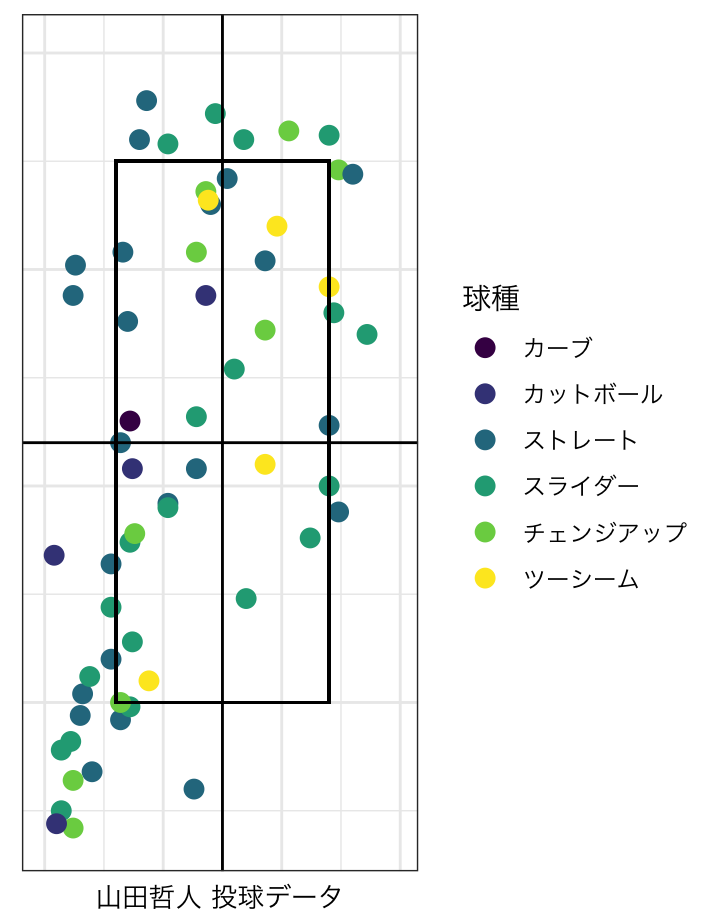 球種
カーブ
カットボール
ストレート
スライダー
チェンジアップ
ツーシーム
山田哲人 投球データ